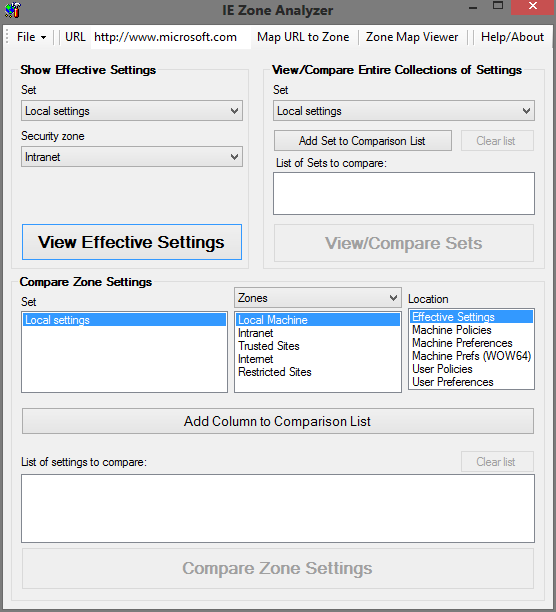 IE Zone Analyzer
File URL http://www.microsoft.com Map URL to Zone Zone Map Viewer Help/About
Show Effective Settings
Set
Local settings
Security zone
Intranet
View Effective Settings
View/Compare Entire Collections of Settings
Set
Local settings
Add Set to Comparison List Clear list
List of Sets to compare:
View/Compare Sets
Compare Zone Settings
Set
Local settings
Zones
Local Machine
Intranet
Trusted Sites
Internet
Restricted Sites
Location
Effective Settings
Machine Policies
Machine Preferences
Machine Prefs (WOW64)
User Policies
User Preferences
Add Column to Comparison List
List of settings to compare: Clear list
Compare Zone Settings